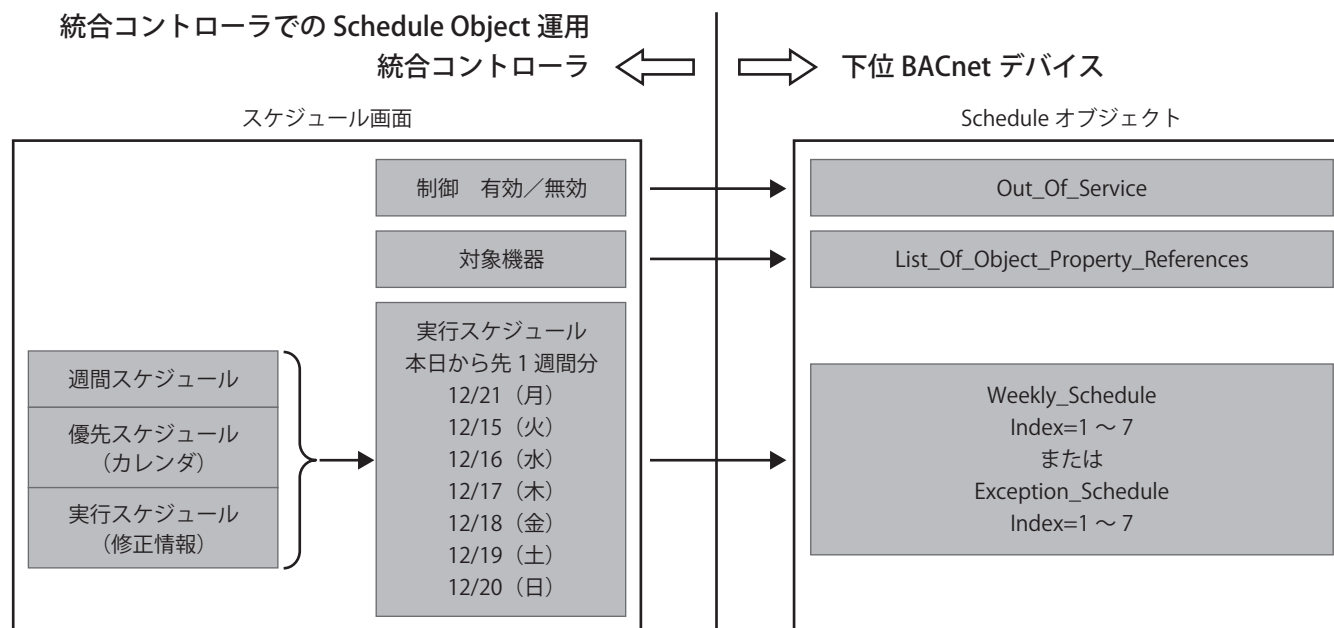 統合コントローラでの Schedule Object 運用
統合コントローラ
下位 BACnet デバイス
スケジュール画面
Schedule オブジェクト
制御　有効／無効
Out_Of_Service
対象機器
List_Of_Object_Property_References
週間スケジュール
優先スケジュール
（カレンダ）
実行スケジュール
（修正情報）
実行スケジュール
本日から先 1 週間分
12/21（月）
12/15（火）
12/16（水）
12/17（木）
12/18（金）
12/19（土）
12/20（日）
Weekly_Schedule
Index=1 ～ 7
または
Exception_Schedule
Index=1 ～ 7